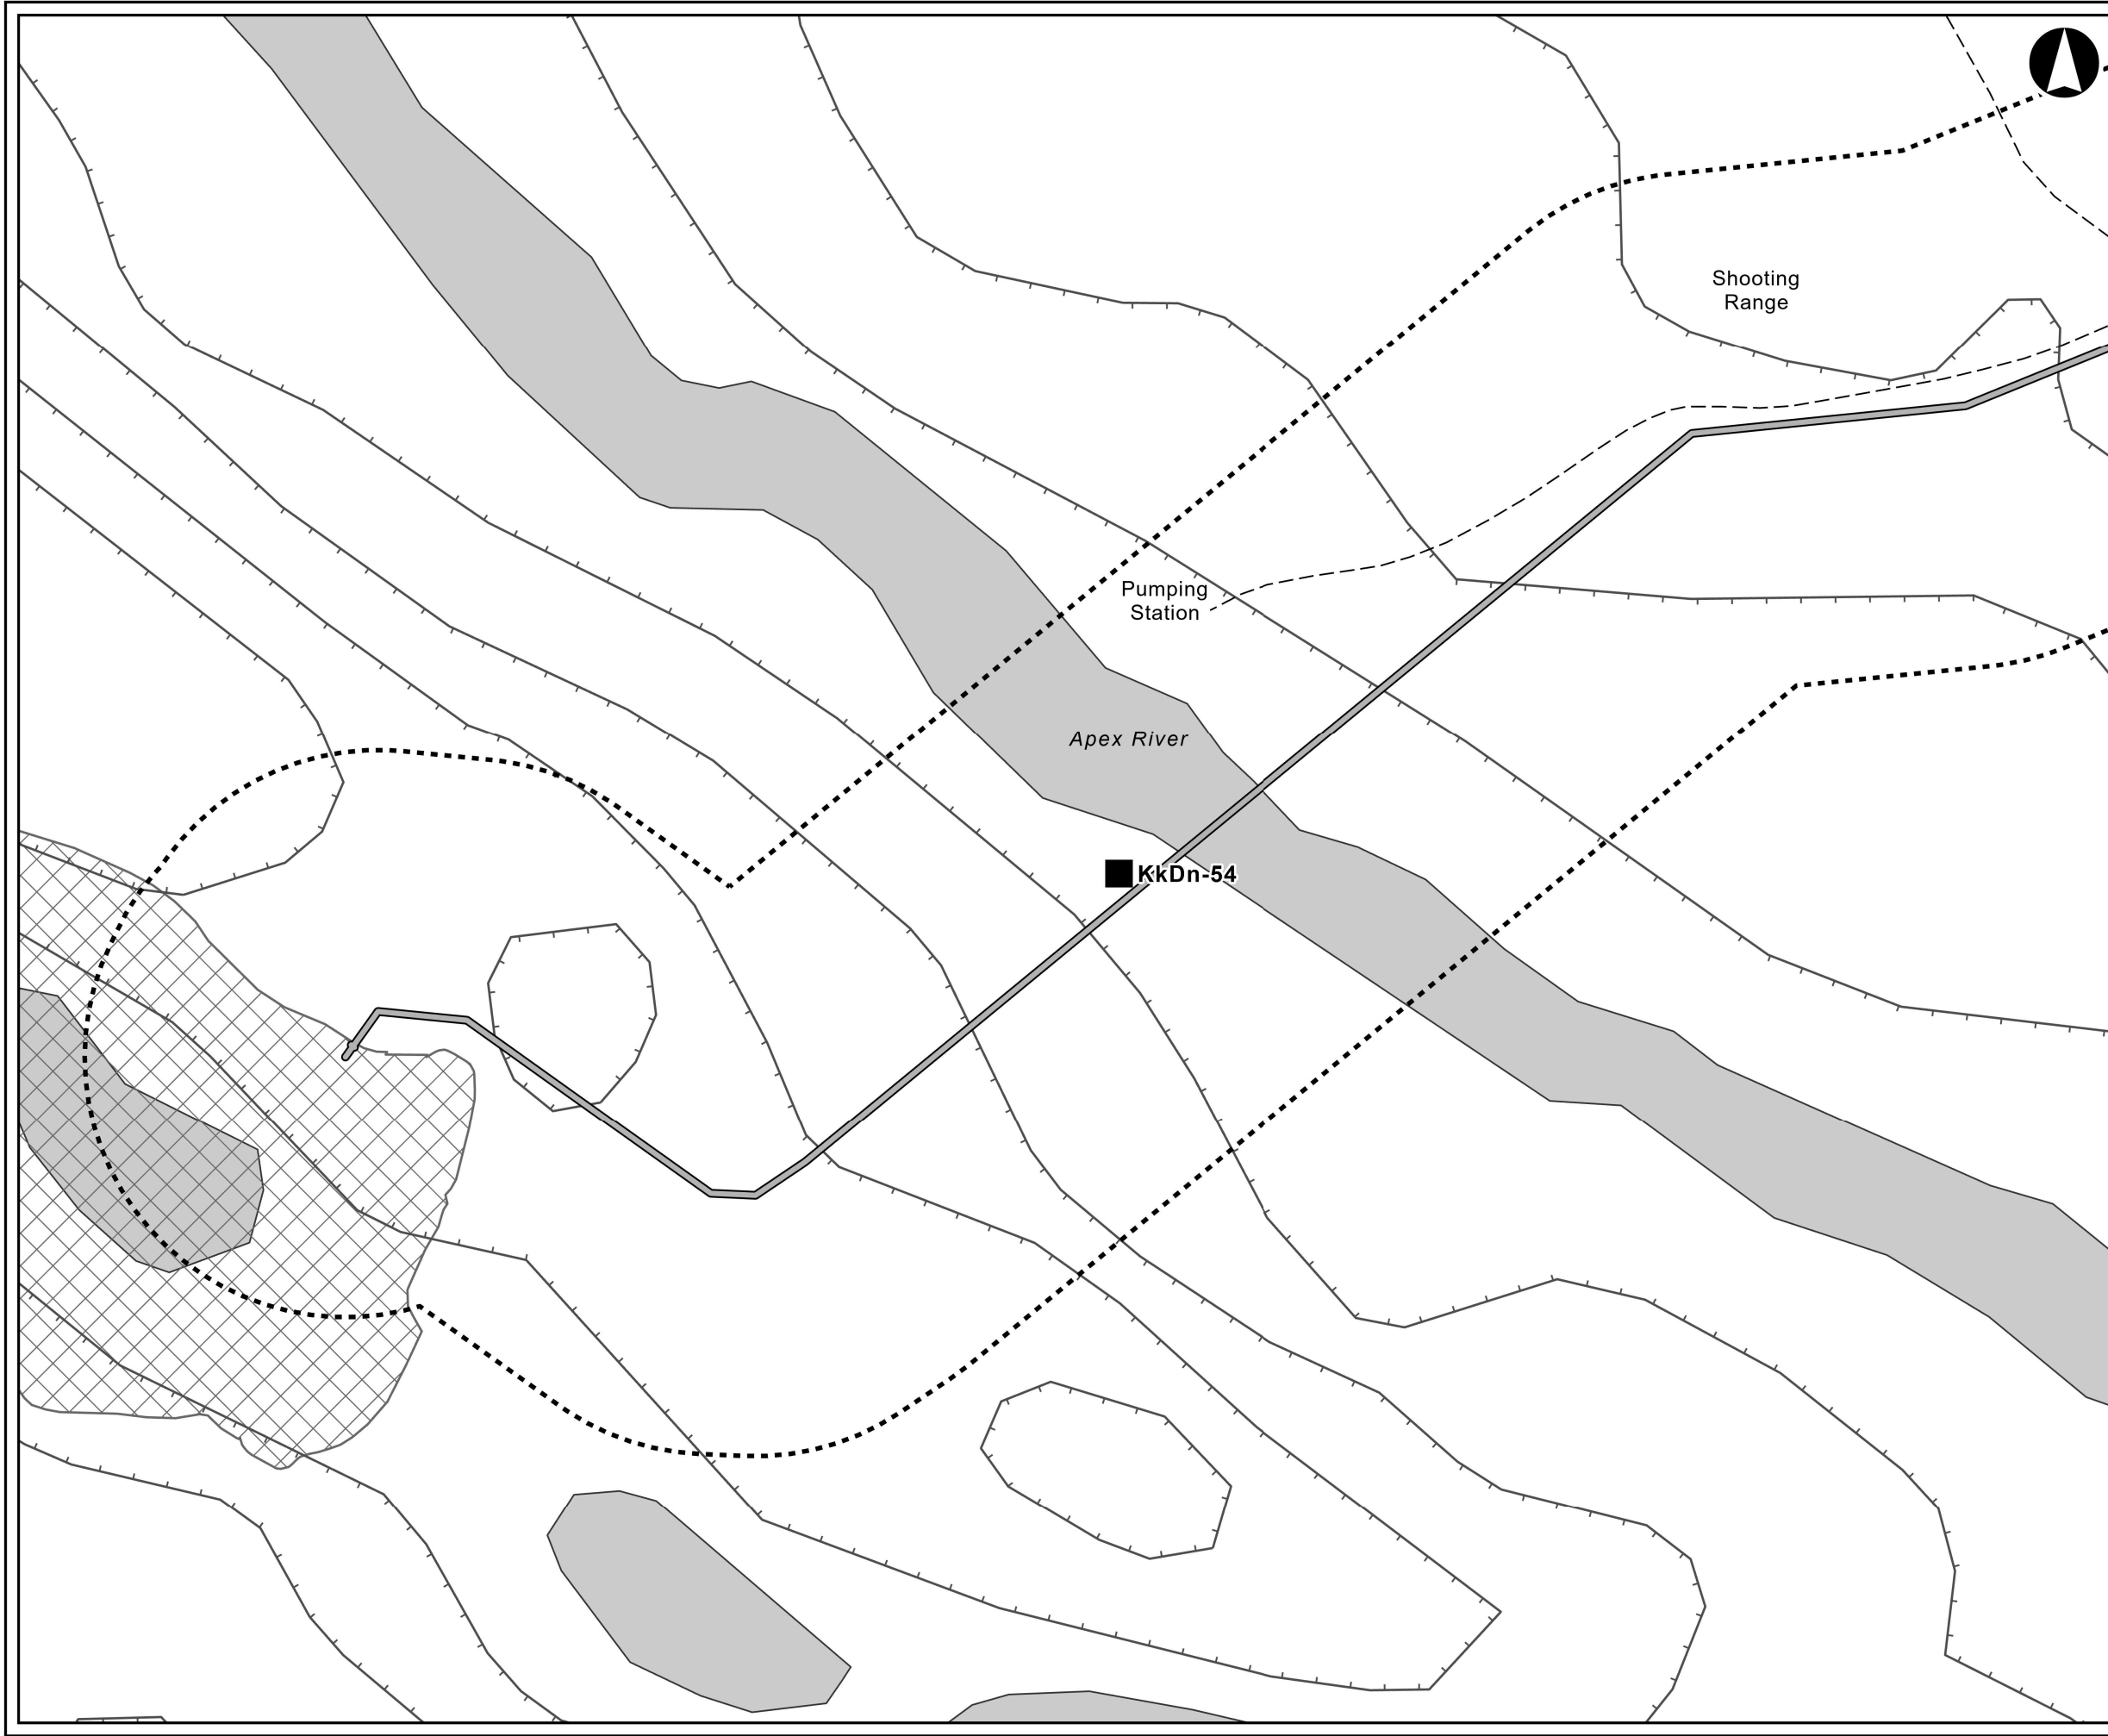 Shooting
Range
Pumping
Station
Apex River
KkDn-54